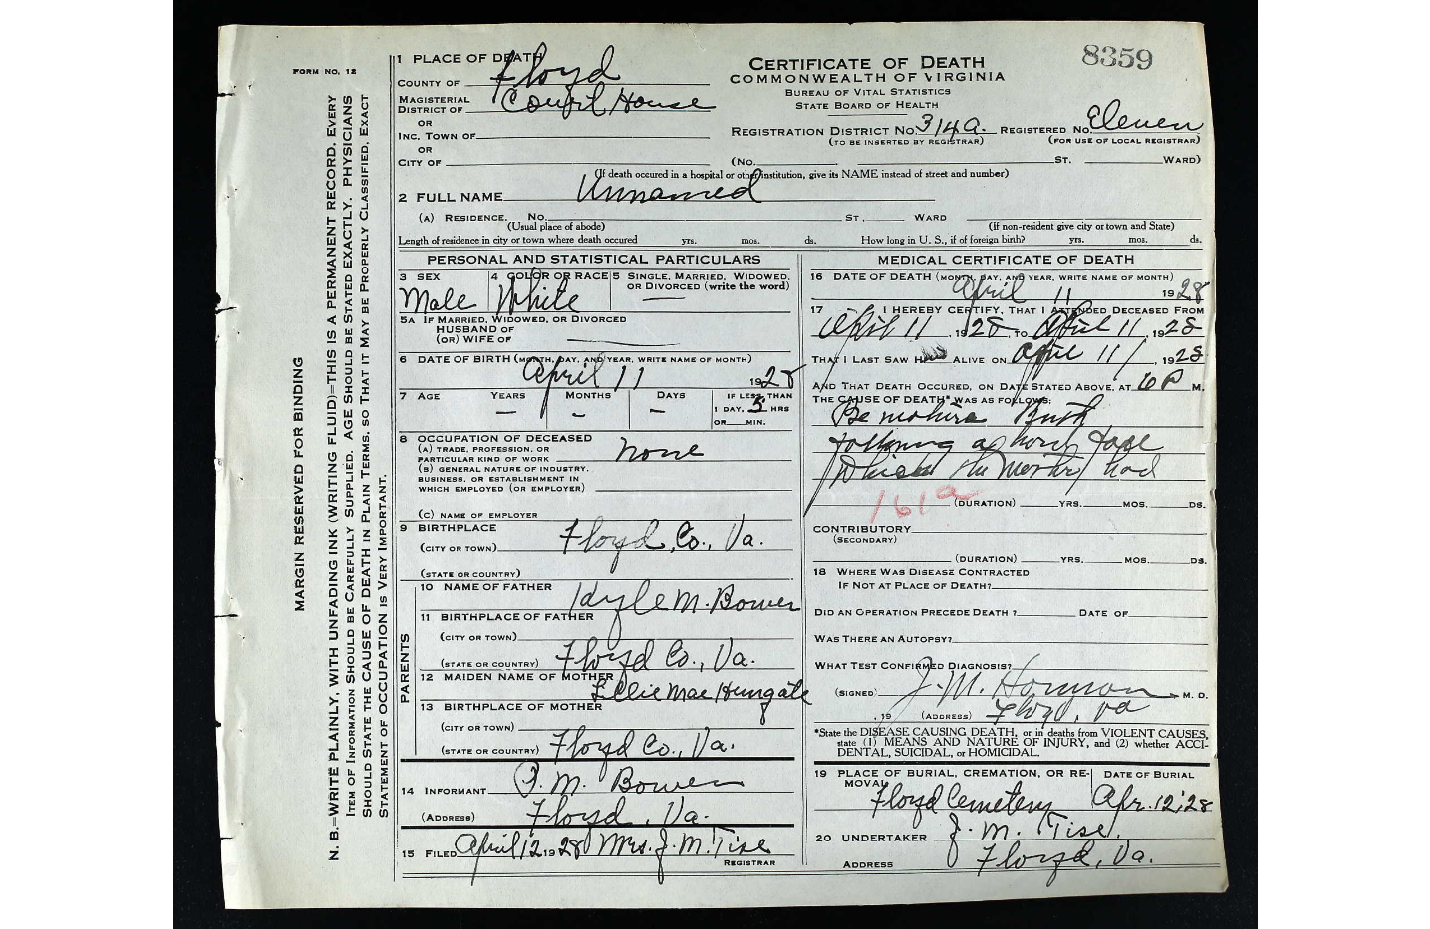 8359
FORM NO. 12
MARGIN RESERVED FOR BINDING
N. B.—WRITE PLAINLY, WITH UNFADING INK (WRITING FLUID)—THIS IS A PERMANENT RECORD. EVERY
ITEM OF INFORMATION SHOULD BE CAREFULLY SUPPLIED. AGE SHOULD BE STATED EXACTLY. PHYSICIANS
SHOULD STATE THE CAUSE OF DEATH IN PLAIN TERMS, SO THAT IT MAY BE PROPERLY CLASSIFIED. EXACT
STATEMENT OF OCCUPATION IS VERY IMPORTANT.
1 PLACE OF DEATH
COUNTY OF Floyd
MAGISTERIAL
DISTRICT OF Court House
OR
INC. TOWN OF
OR
CITY OF
CERTIFICATE OF DEATH
COMMONWEALTH OF VIRGINIA
BUREAU OF VITAL STATISTICS
STATE BOARD OF HEALTH
REGISTRATION DISTRICT NO. 314a. REGISTERED NO. Eleven
(TO BE INSERTED BY REGISTRAR) (FOR USE OF LOCAL REGISTRAR)
(NO. ST. WARD)
(If death occured in a hospital or other institution, give its NAME instead of street and number)
2 FULL NAME Unnamed
(A) RESIDENCE. NO. ST. WARD
(Usual place of abode) (If non-resident give city or town and State)
Length of residence in city or town where death occured yrs. mos. ds. How long in U. S., if of foreign birth? yrs. mos. ds.
PERSONAL AND STATISTICAL PARTICULARS
3 SEX
Male
4 COLOR OR RACE
White
5 SINGLE, MARRIED, WIDOWED,
OR DIVORCED (write the word)
5A IF MARRIED, WIDOWED, OR DIVORCED
HUSBAND OF
(OR) WIFE OF
6 DATE OF BIRTH (MONTH, DAY, AND YEAR, WRITE NAME OF MONTH)
April 11 1928
7 AGE YEARS MONTHS DAYS IF LESS THAN
1 DAY, 3 HRS
OR MIN.
8 OCCUPATION OF DECEASED
(A) TRADE, PROFESSION, OR
PARTICULAR KIND OF WORK none
(B) GENERAL NATURE OF INDUSTRY,
BUSINESS, OR ESTABLISHMENT IN
WHICH EMPLOYED (OR EMPLOYER)
(C) NAME OF EMPLOYER
9 BIRTHPLACE
(CITY OR TOWN) Floyd Co., Va.
(STATE OR COUNTRY)
PARENTS
10 NAME OF FATHER Idyle M. Bower
11 BIRTHPLACE OF FATHER
(CITY OR TOWN)
(STATE OR COUNTRY) Floyd Co., Va.
12 MAIDEN NAME OF MOTHER Ellie Mae Hungate
13 BIRTHPLACE OF MOTHER
(CITY OR TOWN)
(STATE OR COUNTRY) Floyd Co., Va.
14 INFORMANT M. Bower
(ADDRESS) Floyd, Va.
15 FILED April 12 1928 Mrs. J. M. Tise
REGISTRAR
MEDICAL CERTIFICATE OF DEATH
16 DATE OF DEATH (MONTH, DAY, AND YEAR, WRITE NAME OF MONTH)
April 11 1928
17 I HEREBY CERTIFY, THAT I ATTENDED DECEASED FROM
April 11, 1928, TO April 11, 1928
THAT I LAST SAW H ALIVE ON April 11, 1928
AND THAT DEATH OCCURED, ON DATE STATED ABOVE, AT 6 P M.
THE CAUSE OF DEATH* WAS AS FOLLOWS:
Birth
following a
which the Mother had
161a
(DURATION) YRS. MOS. DS.
CONTRIBUTORY
(SECONDARY)
(DURATION) YRS. MOS. DS.
18 WHERE WAS DISEASE CONTRACTED
IF NOT AT PLACE OF DEATH?
DID AN OPERATION PRECEDE DEATH? DATE OF
WAS THERE AN AUTOPSY?
WHAT TEST CONFIRMED DIAGNOSIS?
(SIGNED) J. M. M. D.
, 19 (ADDRESS) Floyd, Va
*State the DISEASE CAUSING DEATH, or in deaths from VIOLENT CAUSES,
state (1) MEANS AND NATURE OF INJURY, and (2) whether ACCI-
DENTAL, SUICIDAL, or HOMICIDAL.
19 PLACE OF BURIAL, CREMATION, OR RE-
MOVAL
Floyd Cemetery
DATE OF BURIAL
Apr. 12, '28
20 UNDERTAKER J. M. Tise.
ADDRESS Floyd, Va.